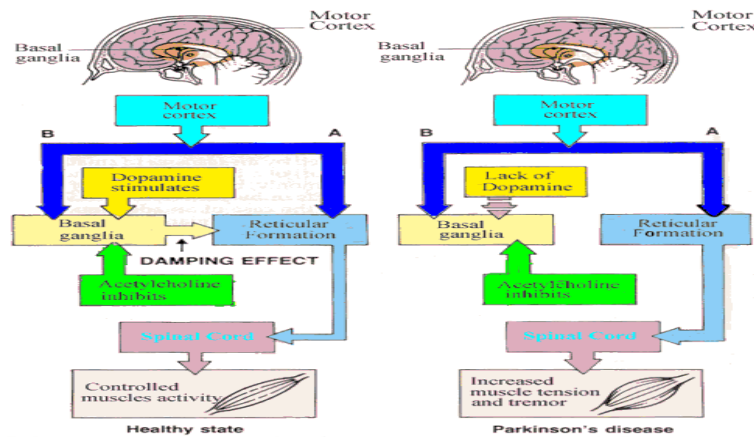 Motor
Cortex
Basal
ganglia
Motor
cortex
B
A
Dopamine
stimulates
Basal
ganglia
Reticular
Formation
DAMPING EFFECT
Acetylcholine
inhibits
Spinal Cord
Controlled
muscles activity
Healthy state
Motor
Cortex
Basal
ganglia
Motor
cortex
B
A
Lack of
Dopamine
Basal
ganglia
Reticular
Formation
Acetylcholine
inhibits
Spinal Cord
Increased
muscle tension
and tremor
Parkinson's disease